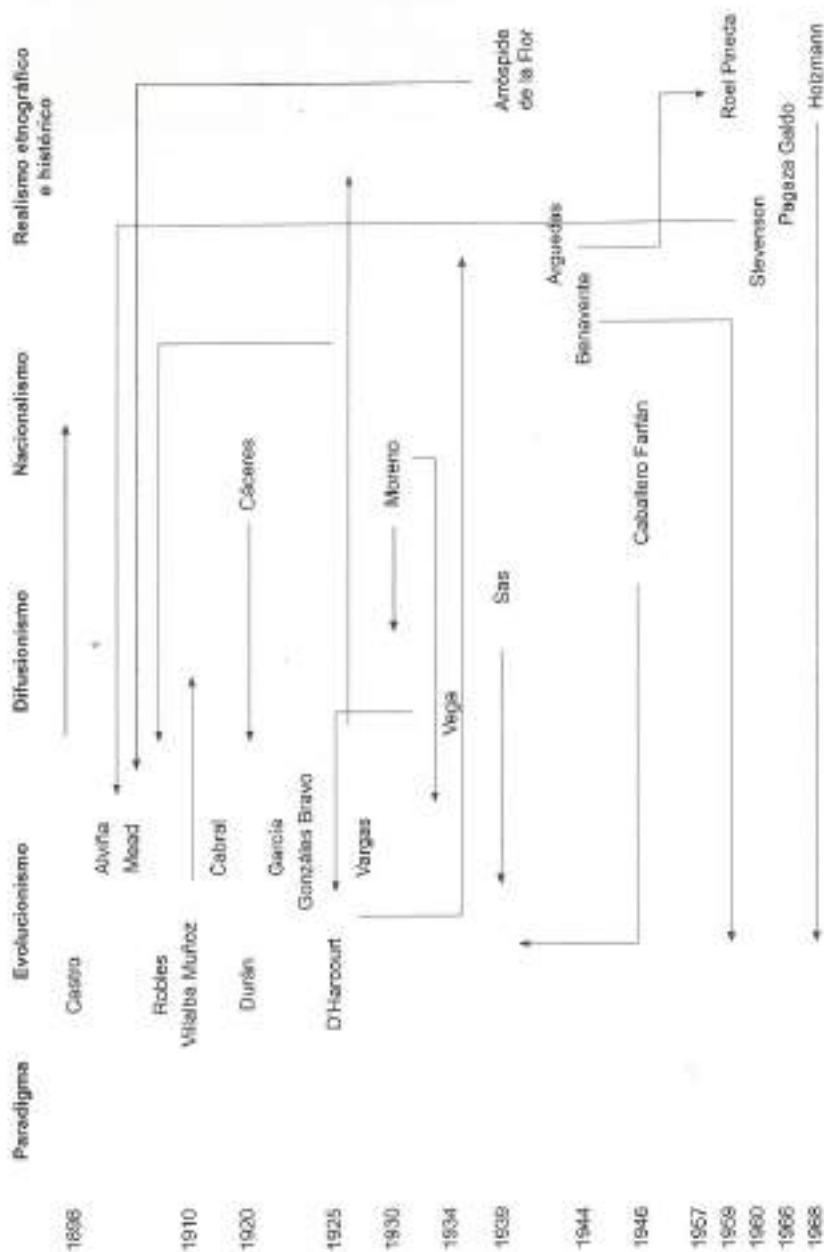 Paradigma Evolucionismo Difusionismo Nacionalismo Realismo etnográfico
e histórico
1898 Castro
Alviña
Mead
Robles
1910 Villalba Muñoz
Cabral
1920 Durán Cáceres
García
Gonzáles Bravo
1925 D'Harcourt
Vargas
1930 Moreno
1934 Vega
1939 Sas Arróspide
de la Flor
Arguedas
1944 Benavente
1946 Caballero Farfán
1957 Roel Pineda
1959
1960 Stevenson
1966 Pagaza Galdo
1968 Holzmann